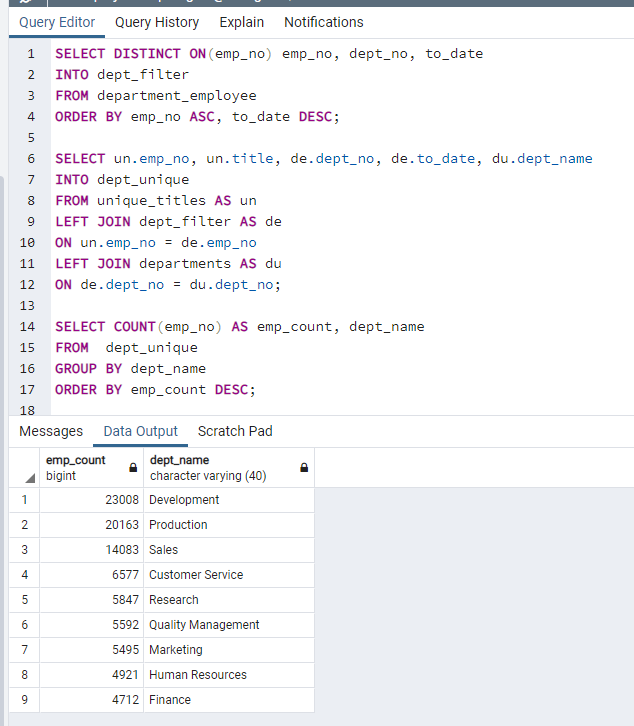 Query Editor Query History Explain Notifications
1 SELECT DISTINCT ON(emp_no) emp_no, dept_no, to_date
2 INTO dept_filter
3 FROM department_employee
4 ORDER BY emp_no ASC, to_date DESC;
5
6 SELECT un.emp_no, un.title, de.dept_no, de.to_date, du.dept_name
7 INTO dept_unique
8 FROM unique_titles AS un
9 LEFT JOIN dept_filter AS de
10 ON un.emp_no = de.emp_no
11 LEFT JOIN departments AS du
12 ON de.dept_no = du.dept_no;
13
14 SELECT COUNT(emp_no) AS emp_count, dept_name
15 FROM  dept_unique
16 GROUP BY dept_name
17 ORDER BY emp_count DESC;
18
Messages Data Output Scratch Pad
emp_count dept_name
bigint character varying (40)
1 23008 Development
2 20163 Production
3 14083 Sales
4 6577 Customer Service
5 5847 Research
6 5592 Quality Management
7 5495 Marketing
8 4921 Human Resources
9 4712 Finance